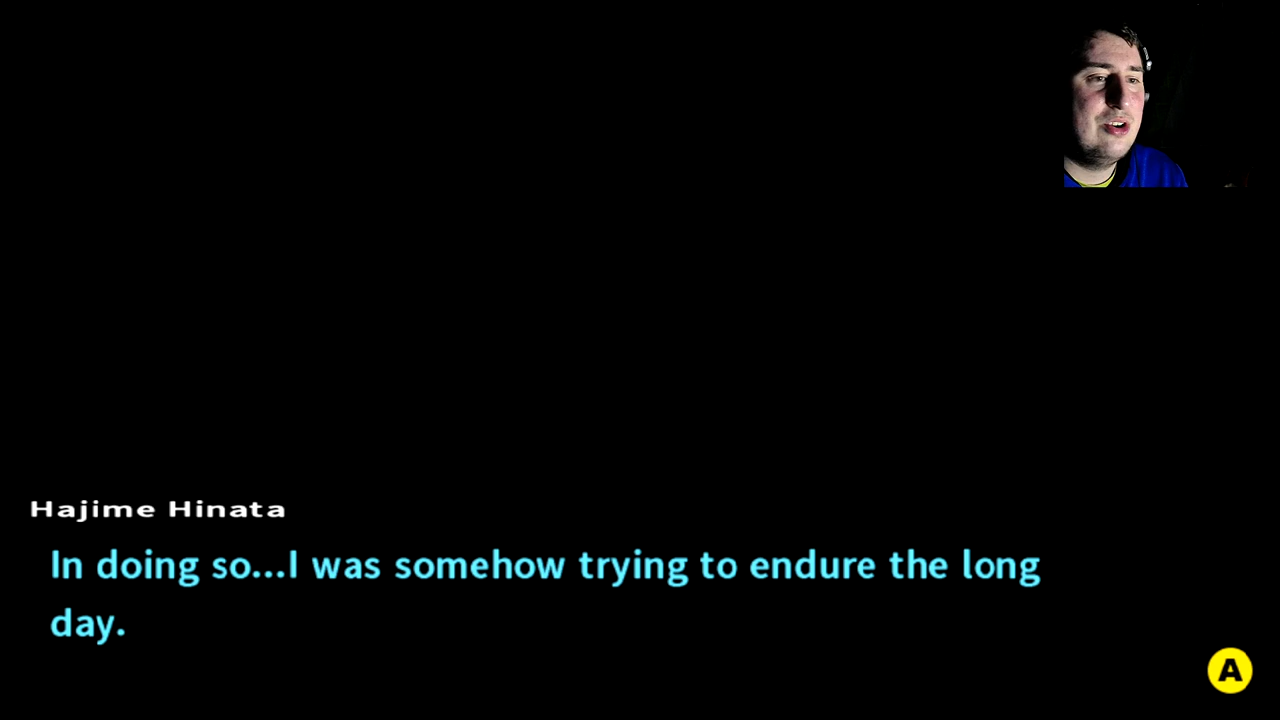 Hajime Hinata
In doing so...I was somehow trying to endure the long
day.
A